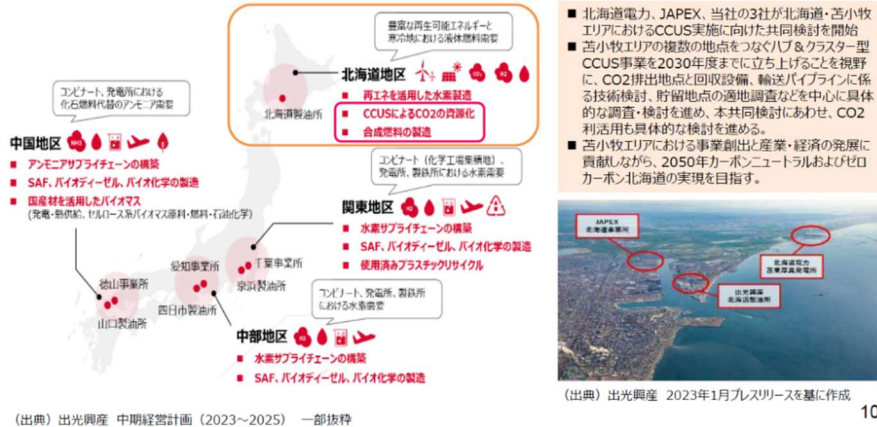 豊富な再生可能エネルギーと
寒冷地における液体燃料需要
北海道地区
北海道製油所
再エネを活用した水素製造
CCUSによるCO2の資源化
合成燃料の製造
コンビナート、発電所における
化石燃料代替のアンモニア需要
中国地区
アンモニアサプライチェーンの構築
SAF、バイオディーゼル、バイオ化学の製造
国産材を活用したバイオマス
(発電・熱供給、セルロース系バイオマス原料・燃料・石油化学)
コンビナート（化学工場集積地）、
発電所、製鉄所における水素需要
関東地区
水素サプライチェーンの構築
SAF、バイオディーゼル、バイオ化学の製造
使用済みプラスチックリサイクル
千葉事業所
京浜製油所
愛知事業所
四日市製油所
徳山事業所
山口製油所
コンビナート、発電所、製鉄所
における水素需要
中部地区
水素サプライチェーンの構築
SAF、バイオディーゼル、バイオ化学の製造
（出典）出光興産 中期経営計画（2023～2025） 一部抜粋
■ 北海道電力、JAPEX、当社の3社が北海道・苫小牧
エリアにおけるCCUS実施に向けた共同検討を開始
■ 苫小牧エリアの複数の地点をつなぐハブ＆クラスター型
CCUS事業を2030年度までに立ち上げることを視野
に、CO2排出地点と回収設備、輸送パイプラインに係
る技術検討、貯留地点の適地調査などを中心に具体
的な調査・検討を進め、本共同検討にあわせ、CO2
利活用も具体的な検討を進める。
■ 苫小牧エリアにおける事業創出と産業・経済の発展に
貢献しながら、2050年カーボンニュートラルおよびゼロ
カーボン北海道の実現を目指す。
JAPEX
北海道事業所
北海道電力
苫東厚真発電所
出光興産
北海道製油所
（出典）出光興産 2023年1月プレスリリースを基に作成
10